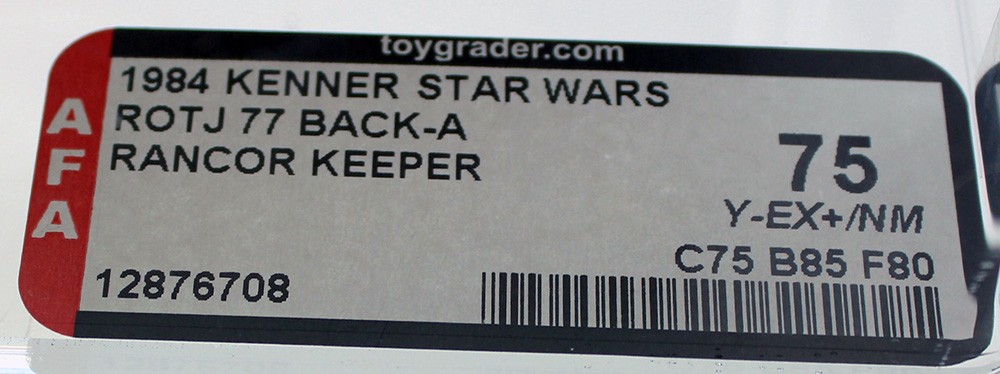 toygrader.com
AFA
1984 KENNER STAR WARS
ROTJ 77 BACK-A
RANCOR KEEPER
75
Y-EX+/NM
C75 B85 F80
12876708